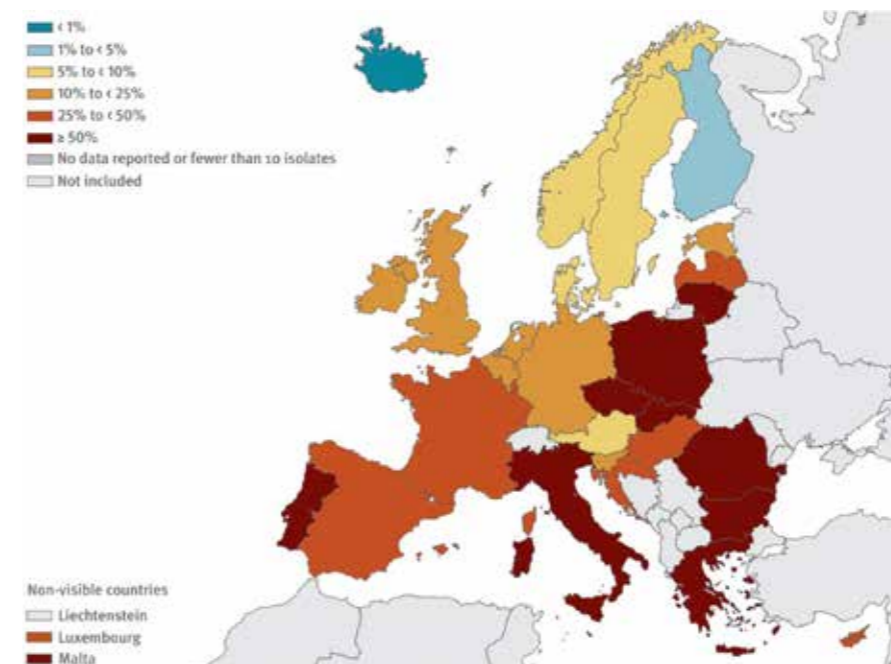 < 1%
1% to < 5%
5% to < 10%
10% to < 25%
25% to < 50%
≥ 50%
No data reported or fewer than 10 isolates
Not included
Non-visible countries
Liechtenstein
Luxembourg
Malta